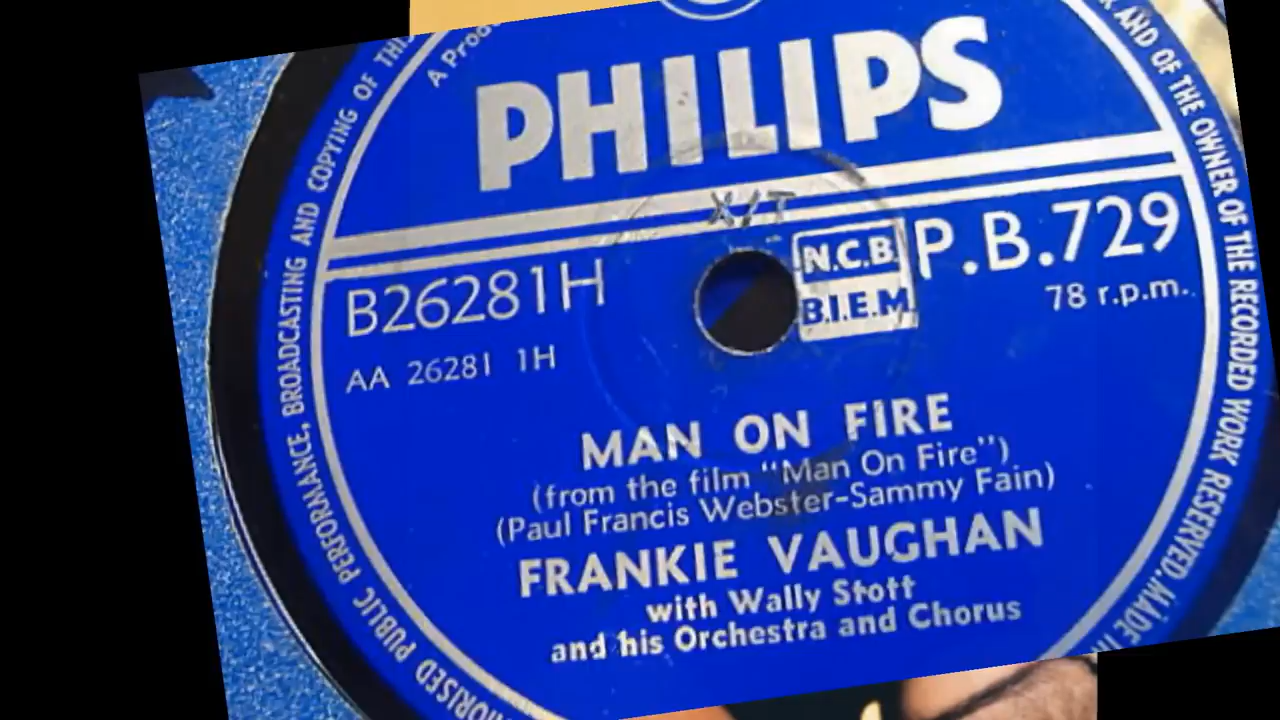 A Prod
PHILIPS
X/T
N.C.B.
B.I.E.M.
P.B.729
78 r.p.m.
B26281H
AA 26281 1H
MAN ON FIRE
(from the film "Man On Fire")
(Paul Francis Webster-Sammy Fain)
FRANKIE VAUGHAN
with Wally Stott
and his Orchestra and Chorus
AND OF THE OWNER OF THE RECORDED WORK RESERVED. MADE IN
PUBLIC PERFORMANCE, BROADCASTING AND COPYING OF THIS